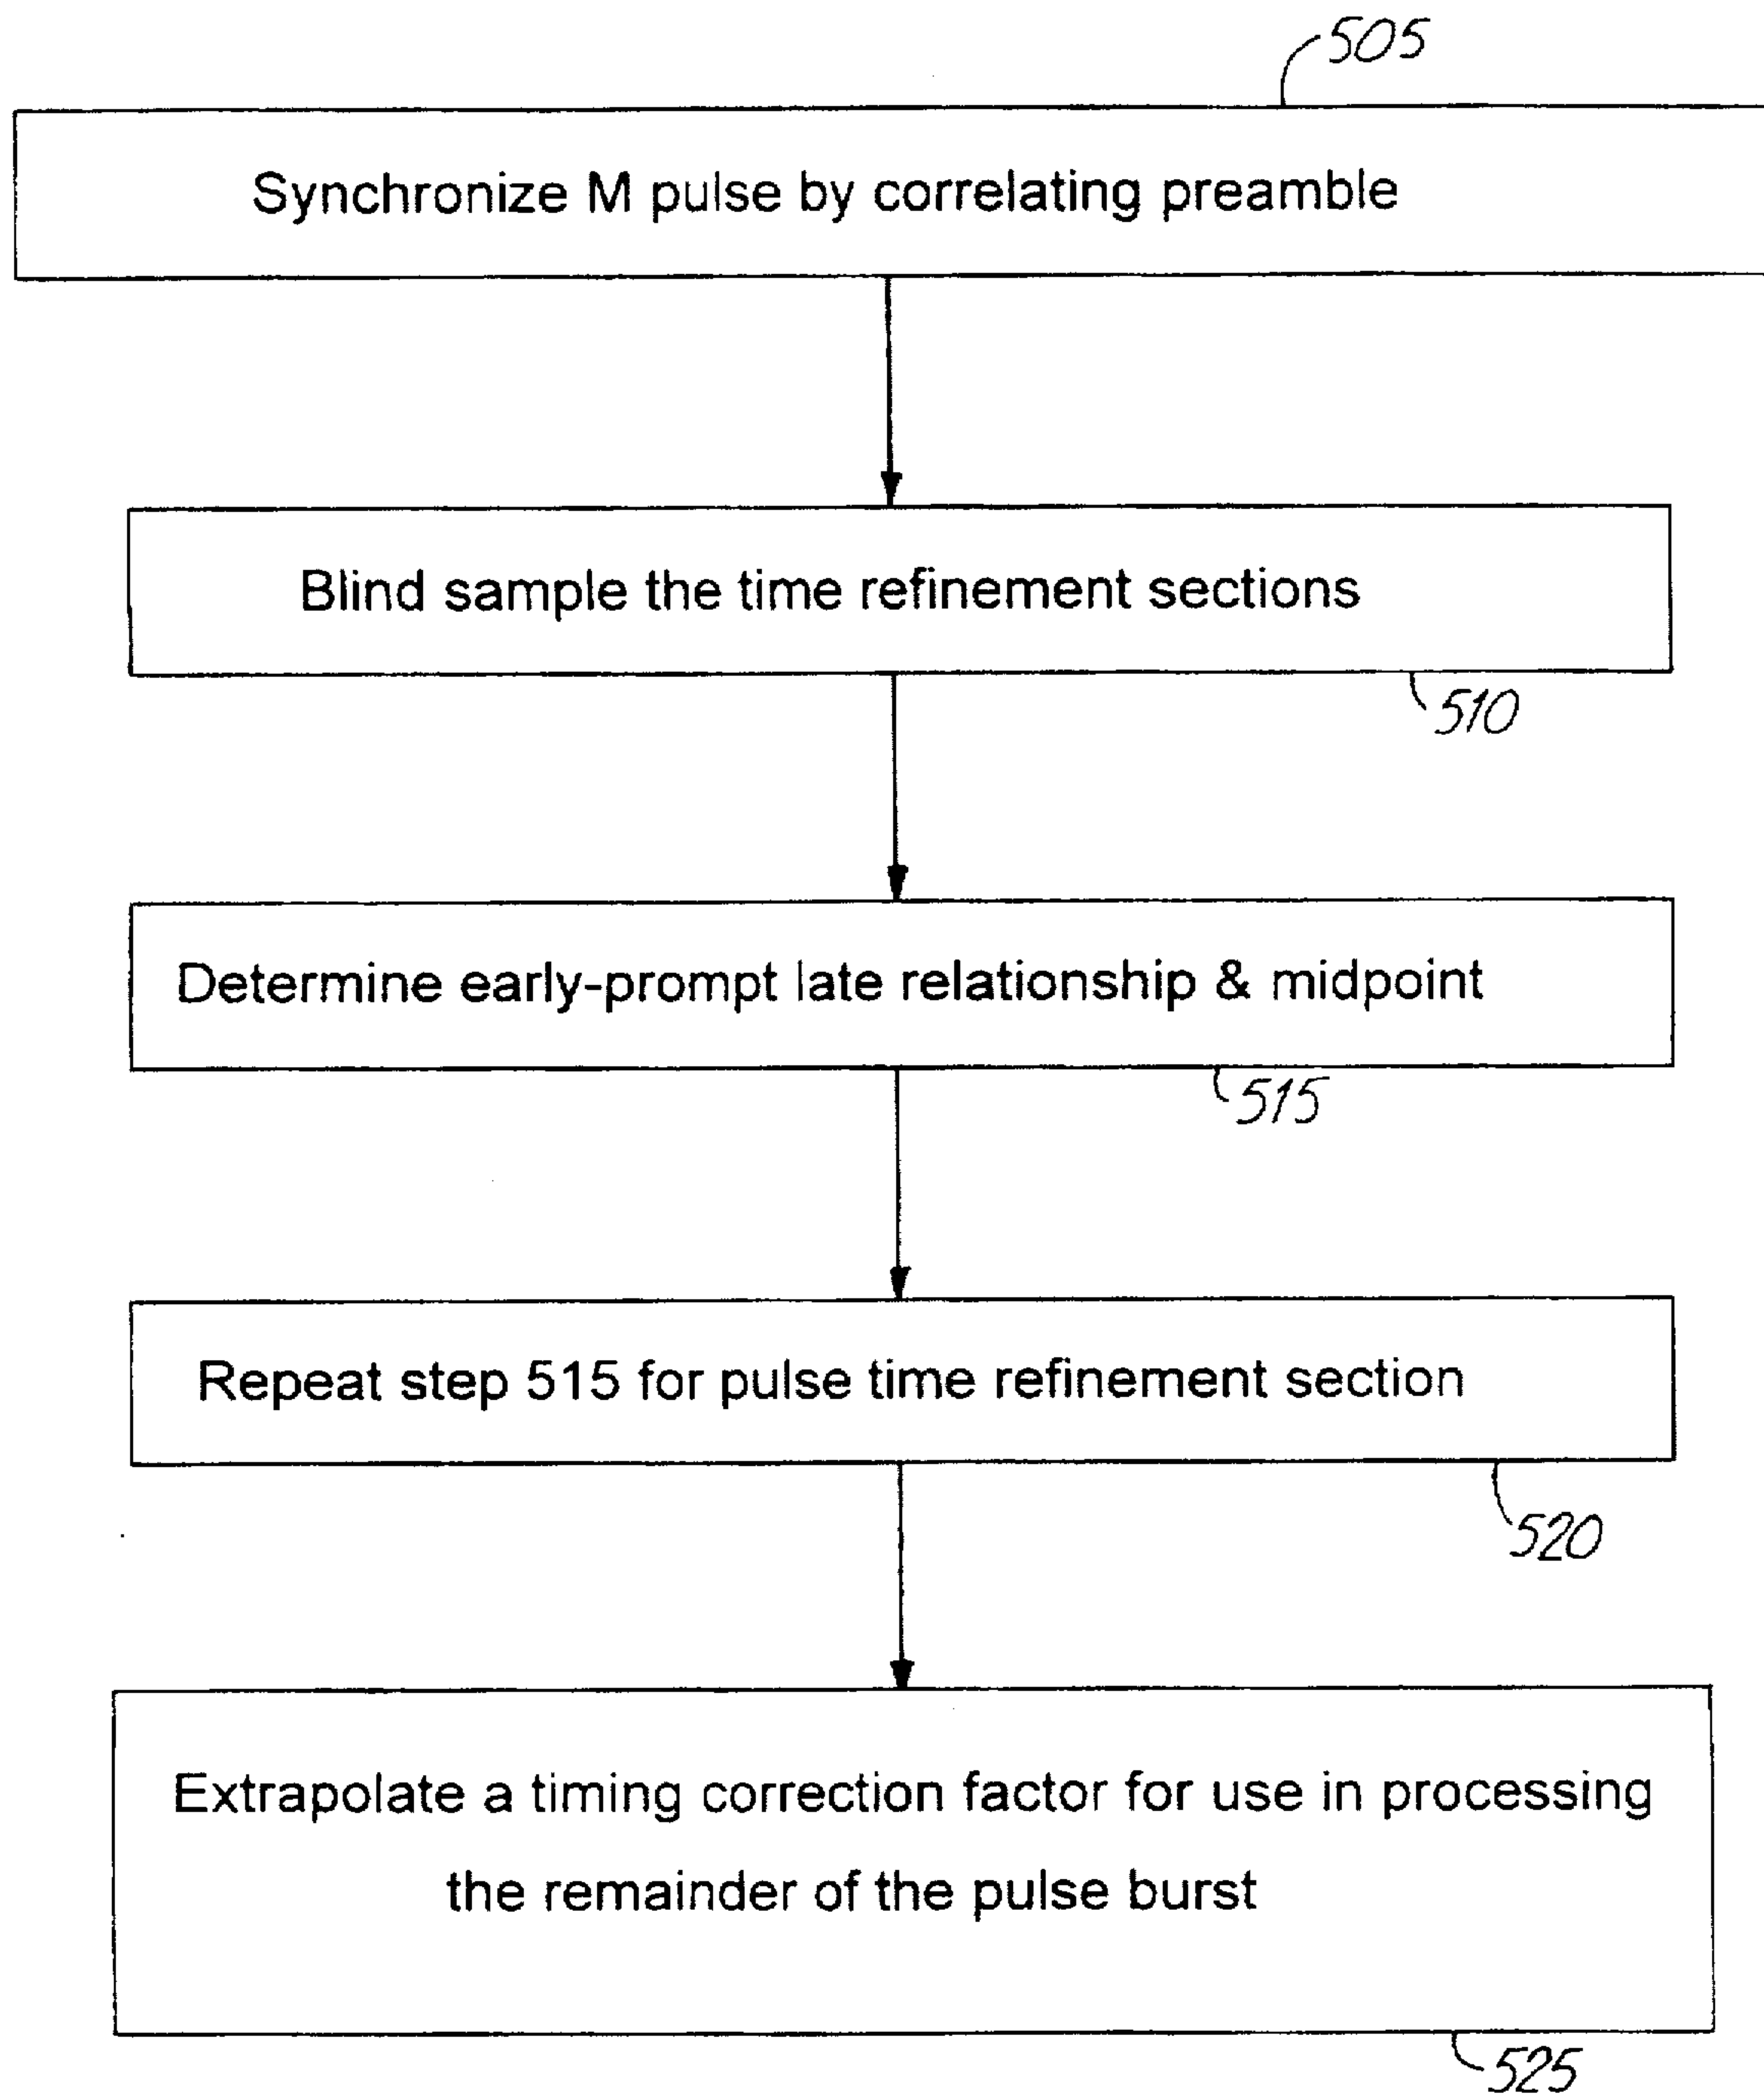 505
Synchronize M pulse by correlating preamble
Blind sample the time refinement sections
510
Determine early-prompt late relationship & midpoint
515
Repeat step 515 for pulse time refinement section
520
Extrapolate a timing correction factor for use in processing
the remainder of the pulse burst
525